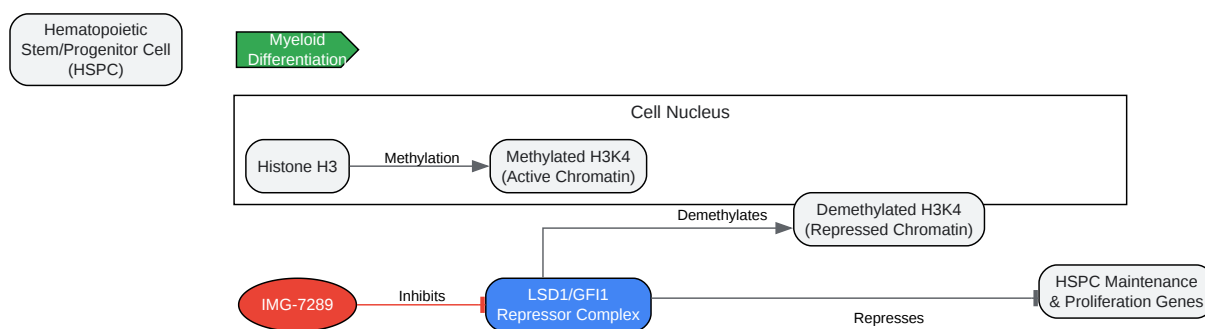 Hematopoietic
Stem/Progenitor Cell
(HSPC)
Myeloid
Differentiation
Cell Nucleus
Histone H3
Methylation
Methylated H3K4
(Active Chromatin)
Demethylates
Demethylated H3K4
(Repressed Chromatin)
IMG-7289
Inhibits
LSD1/GFI1
Repressor Complex
Represses
HSPC Maintenance
& Proliferation Genes